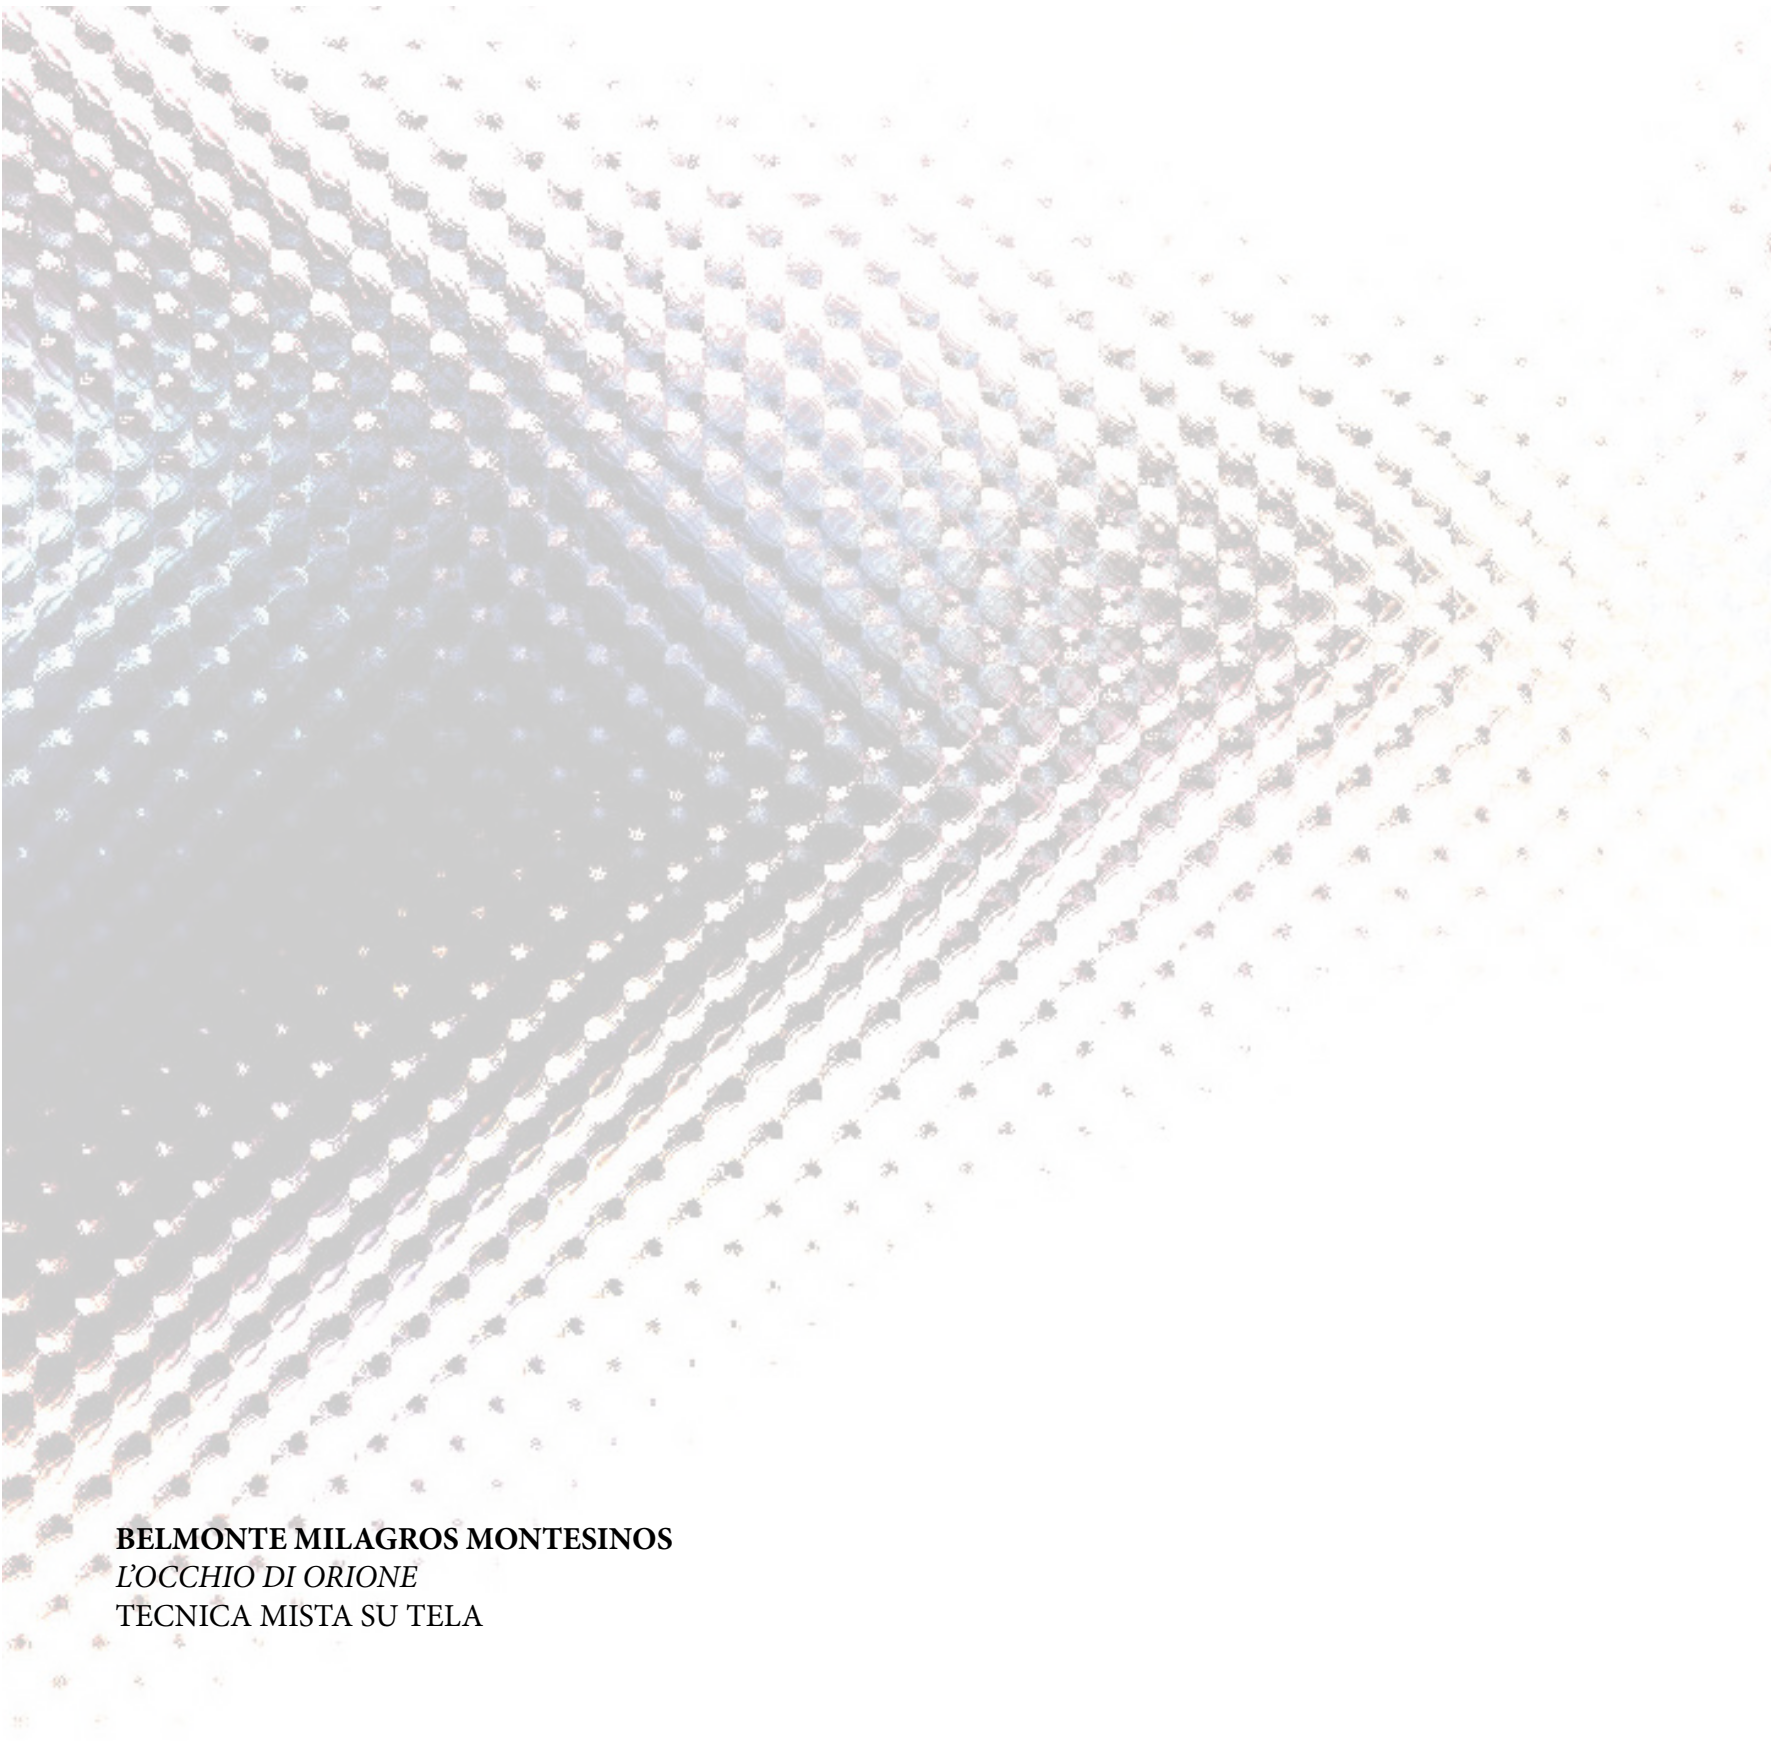 BELMONTE MILAGROS MONTESINOS
L’OCCHIO DI ORIONE
TECNICA MISTA SU TELA